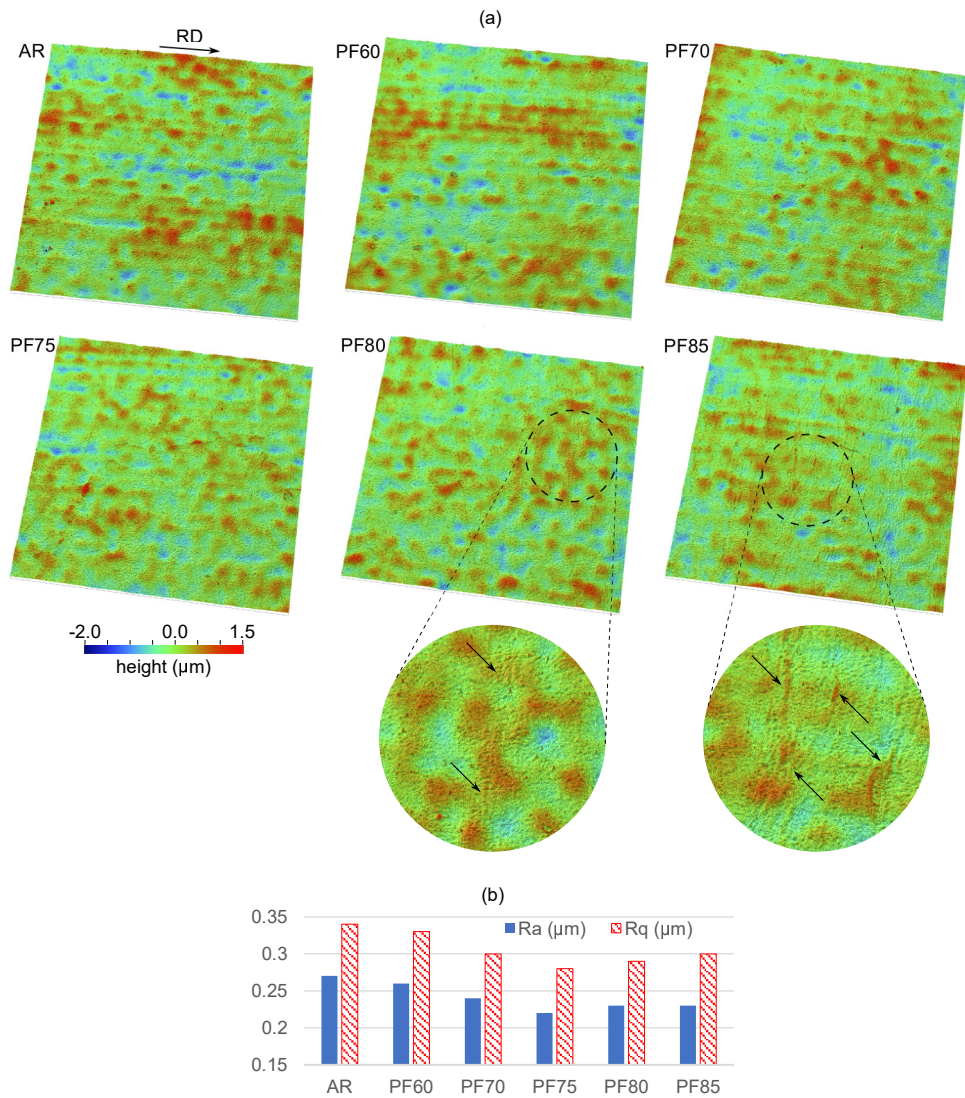 (a)
AR
RD
PF60
PF70
PF75
PF80
PF85
-2.0 0.0 1.5
height (µm)
(b)
0.35
Ra (µm) Rq (µm)
0.3
0.25
0.2
0.15
AR PF60 PF70 PF75 PF80 PF85